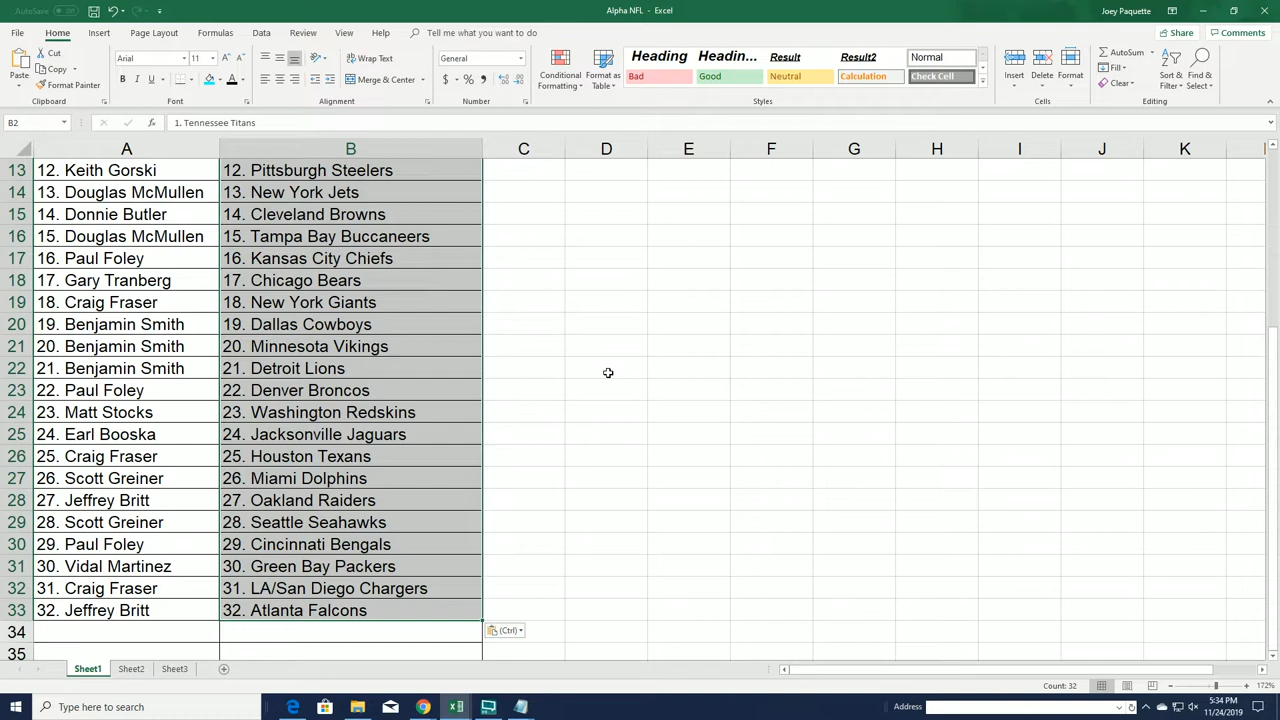 AutoSave Off
Alpha NFL - Excel
Joey Paquette
File Home Insert Page Layout Formulas Data Review View Help Tell me what you want to do Share Comments
Paste Cut Copy Format Painter
Arial 11
B I U
Wrap Text
Merge & Center
General
$ % ,
Conditional Formatting Format as Table
Heading Headin... Result Result2 Normal
Bad Good Neutral Calculation Check Cell
Insert Delete Format
AutoSum
Fill
Clear
Sort & Filter Find & Select
Clipboard Font Alignment Number Styles Cells Editing
B2 fx 1. Tennessee Titans
A B C D E F G H I J K
13 12. Keith Gorski 12. Pittsburgh Steelers
14 13. Douglas McMullen 13. New York Jets
15 14. Donnie Butler 14. Cleveland Browns
16 15. Douglas McMullen 15. Tampa Bay Buccaneers
17 16. Paul Foley 16. Kansas City Chiefs
18 17. Gary Tranberg 17. Chicago Bears
19 18. Craig Fraser 18. New York Giants
20 19. Benjamin Smith 19. Dallas Cowboys
21 20. Benjamin Smith 20. Minnesota Vikings
22 21. Benjamin Smith 21. Detroit Lions
23 22. Paul Foley 22. Denver Broncos
24 23. Matt Stocks 23. Washington Redskins
25 24. Earl Booska 24. Jacksonville Jaguars
26 25. Craig Fraser 25. Houston Texans
27 26. Scott Greiner 26. Miami Dolphins
28 27. Jeffrey Britt 27. Oakland Raiders
29 28. Scott Greiner 28. Seattle Seahawks
30 29. Paul Foley 29. Cincinnati Bengals
31 30. Vidal Martinez 30. Green Bay Packers
32 31. Craig Fraser 31. LA/San Diego Chargers
33 32. Jeffrey Britt 32. Atlanta Falcons
34 (Ctrl)
35
Sheet1 Sheet2 Sheet3
Count: 32 172%
Type here to search Address 5:34 PM
11/24/2019